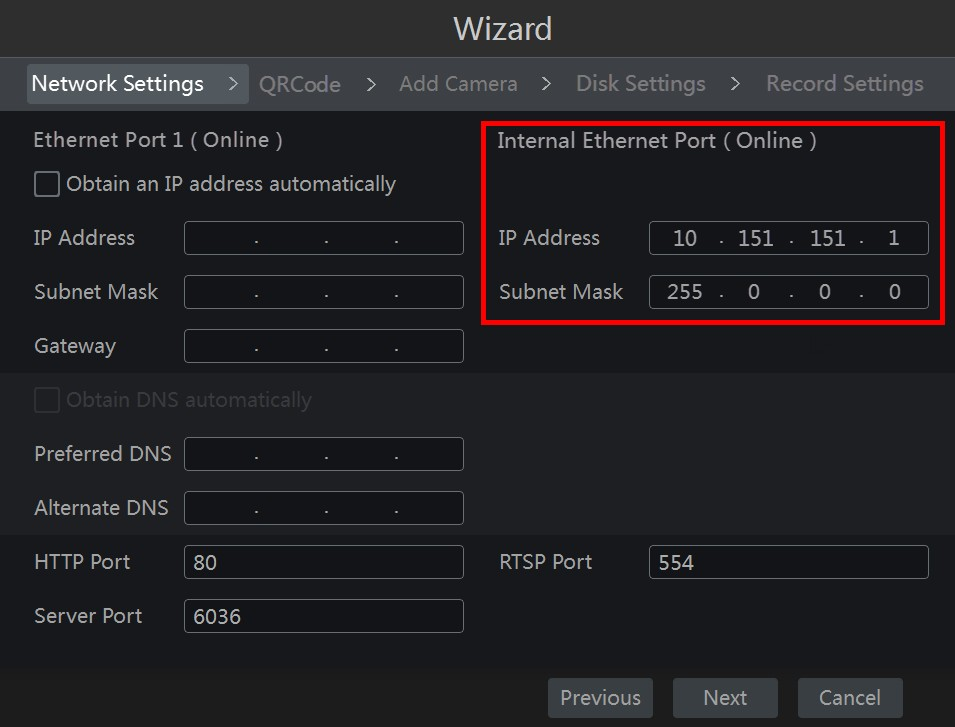 Wizard
Network Settings > QRCode > Add Camera > Disk Settings > Record Settings
Ethernet Port 1 ( Online )
Obtain an IP address automatically
IP Address . . .
Subnet Mask . . .
Gateway . . .
Internal Ethernet Port ( Online )
IP Address 10 . 151 . 151 . 1
Subnet Mask 255 . 0 . 0 . 0
Obtain DNS automatically
Preferred DNS . . .
Alternate DNS . . .
HTTP Port 80
RTSP Port 554
Server Port 6036
Previous Next Cancel